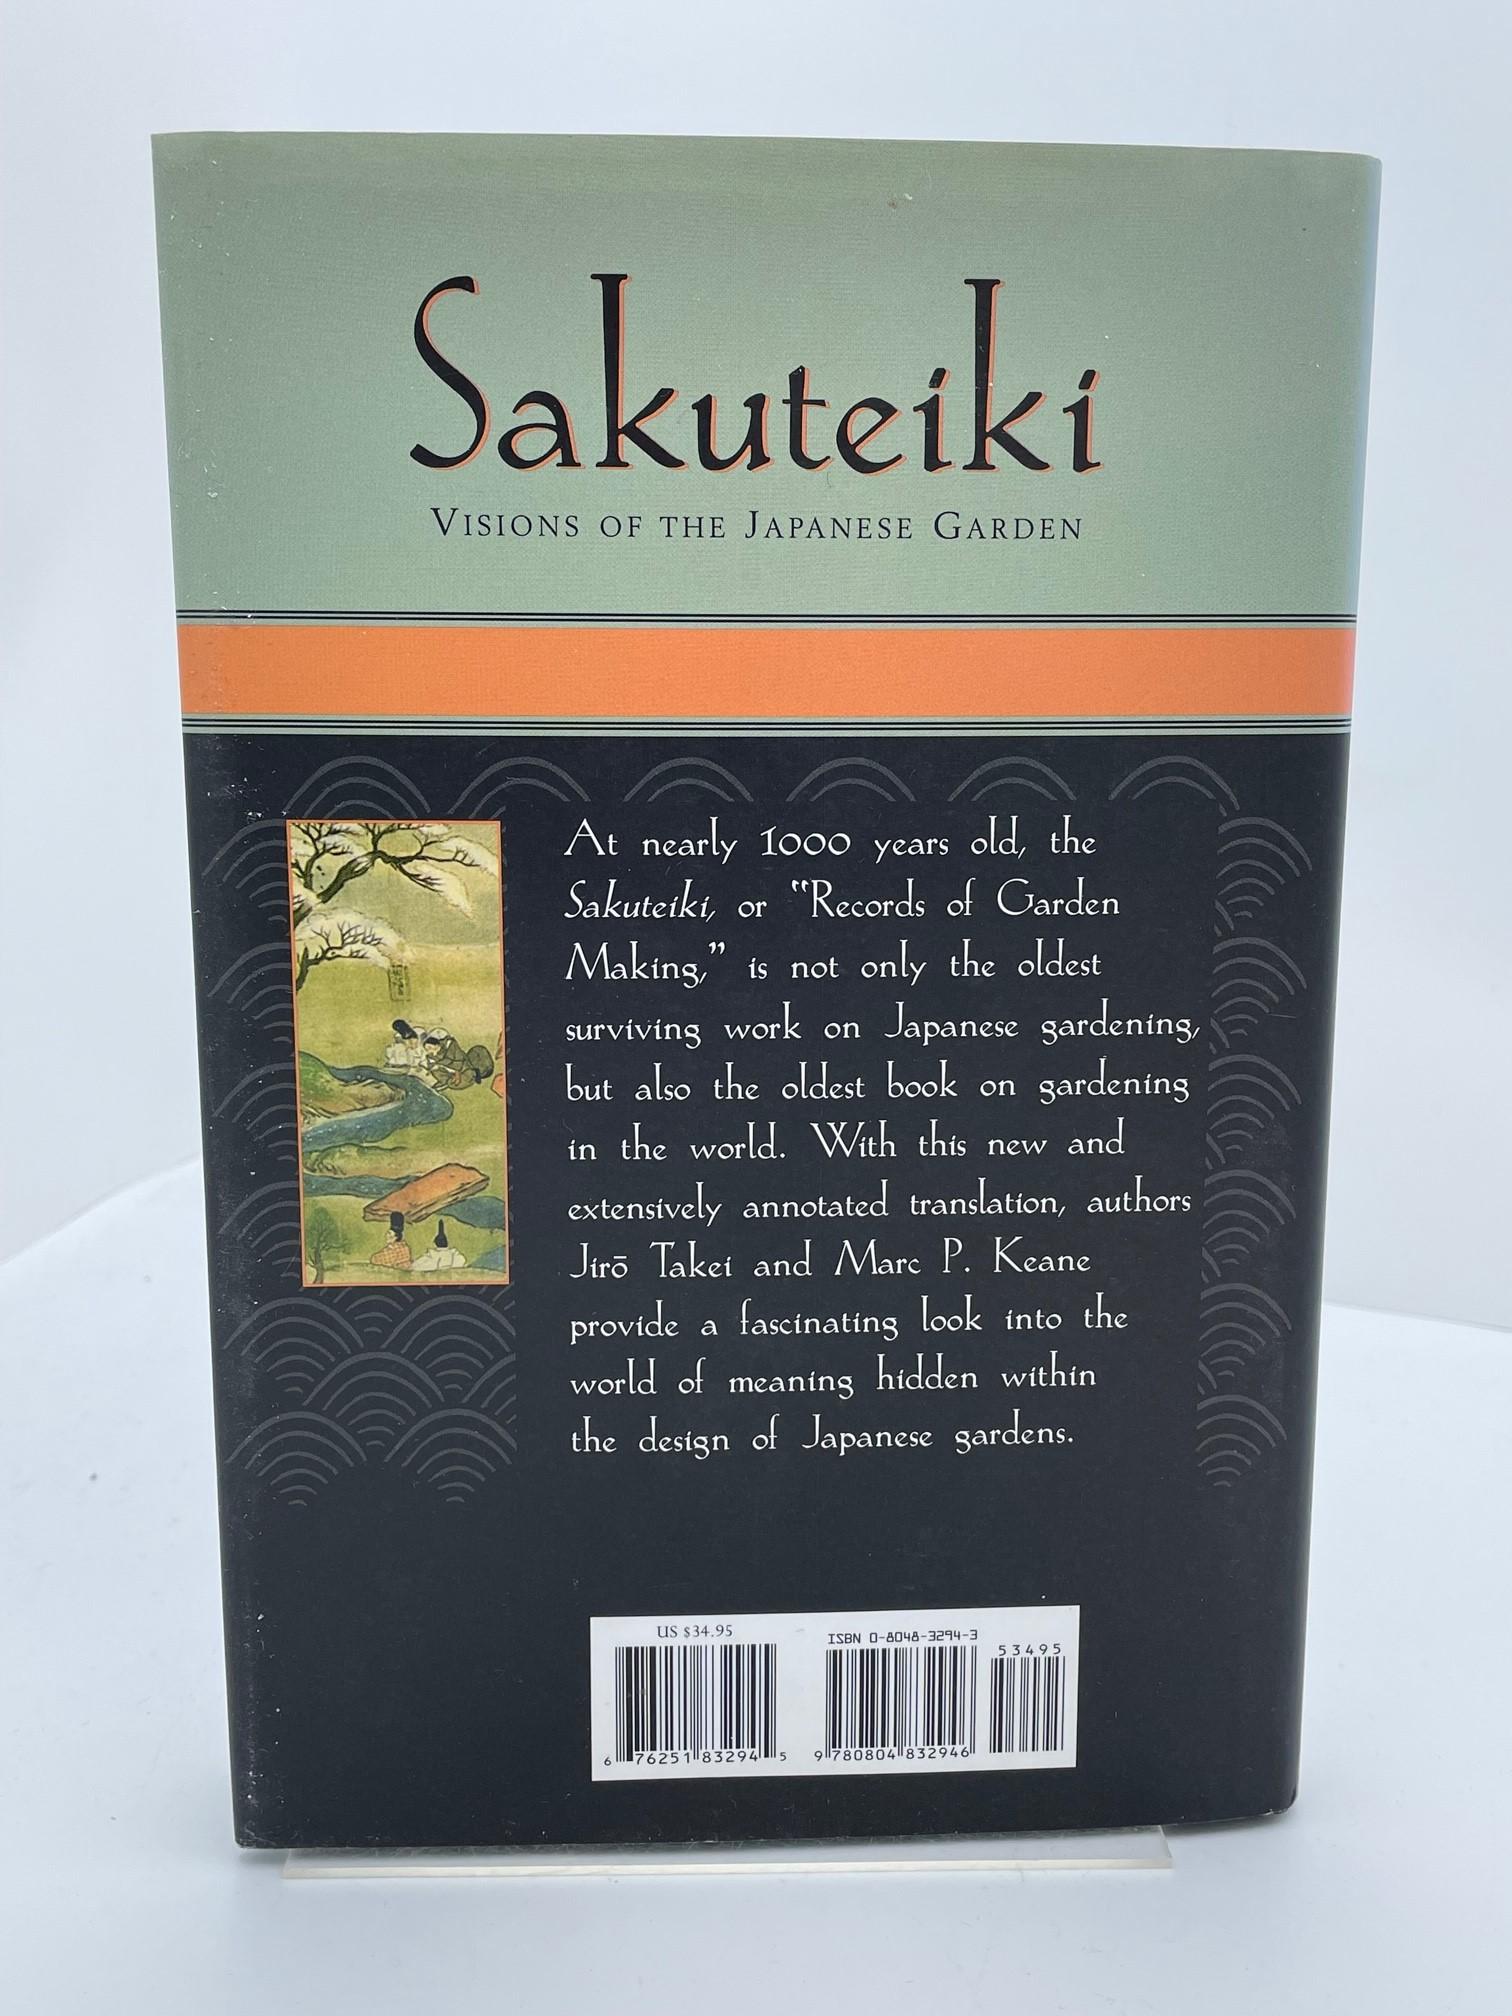 Sakuteiki
VISIONS OF THE JAPANESE GARDEN
At nearly 1000 years old, the
Sakuteiki, or "Records of Garden
Making," is not only the oldest
surviving work on Japanese gardening,
but also the oldest book on gardening
in the world. With this new and
extensively annotated translation, authors
Jirō Takei and Marc P. Keane
provide a fascinating look into the
world of meaning hidden within
the design of Japanese gardens.
US $34.95
ISBN 0-8048-3294-3
53495
6 76251 83294 5
9 780804 832946